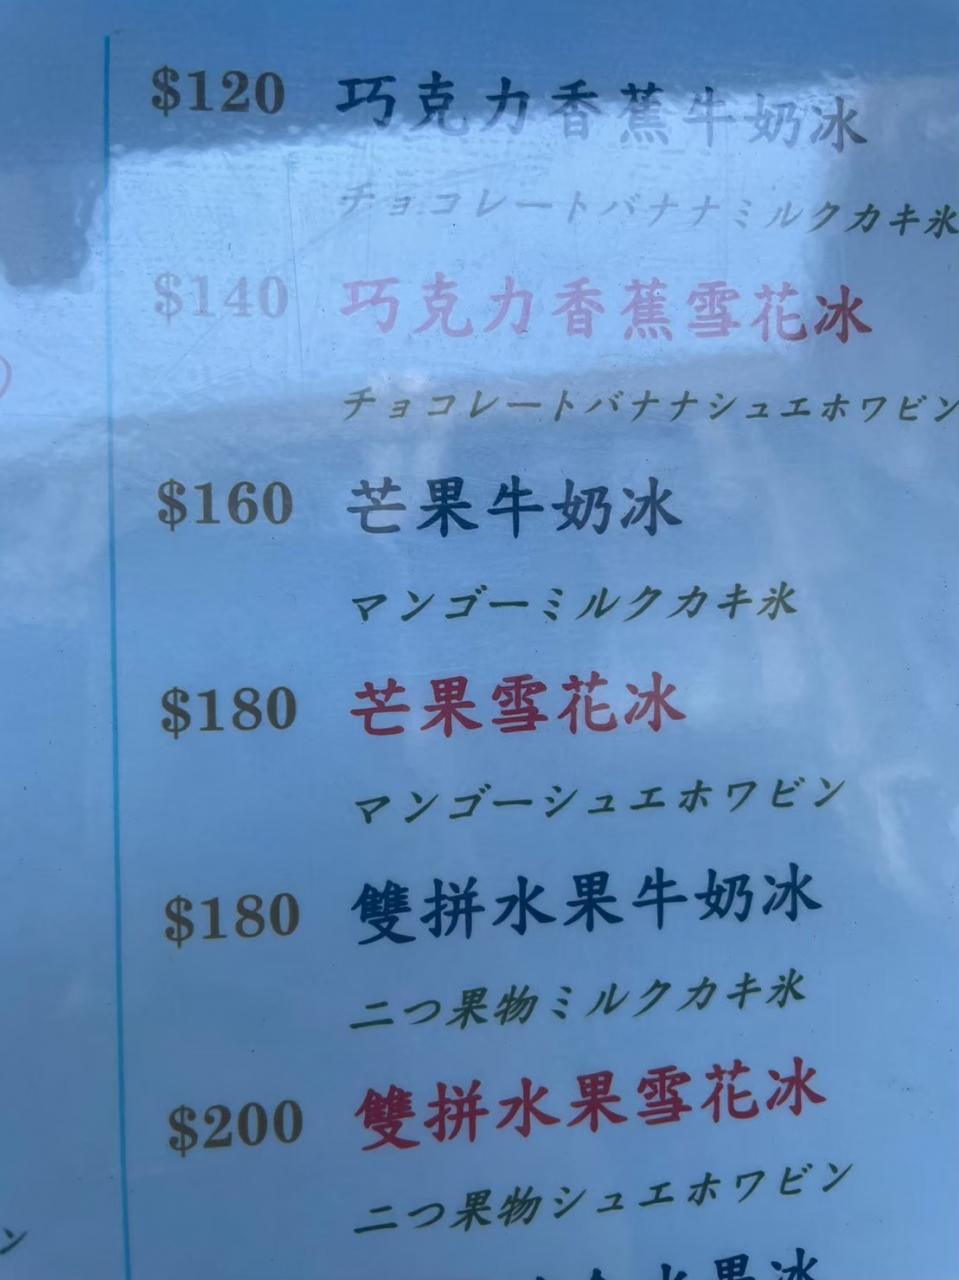 $120 巧克力香蕉牛奶冰
チョコレートバナナミルクカキ氷
$140 巧克力香蕉雪花冰
チョコレートバナナシュエホワビン
$160 芒果牛奶冰
マンゴーミルクカキ氷
$180 芒果雪花冰
マンゴーシュエホワビン
$180 雙拼水果牛奶冰
二つ果物ミルクカキ氷
$200 雙拼水果雪花冰
二つ果物シュエホワビン
ン